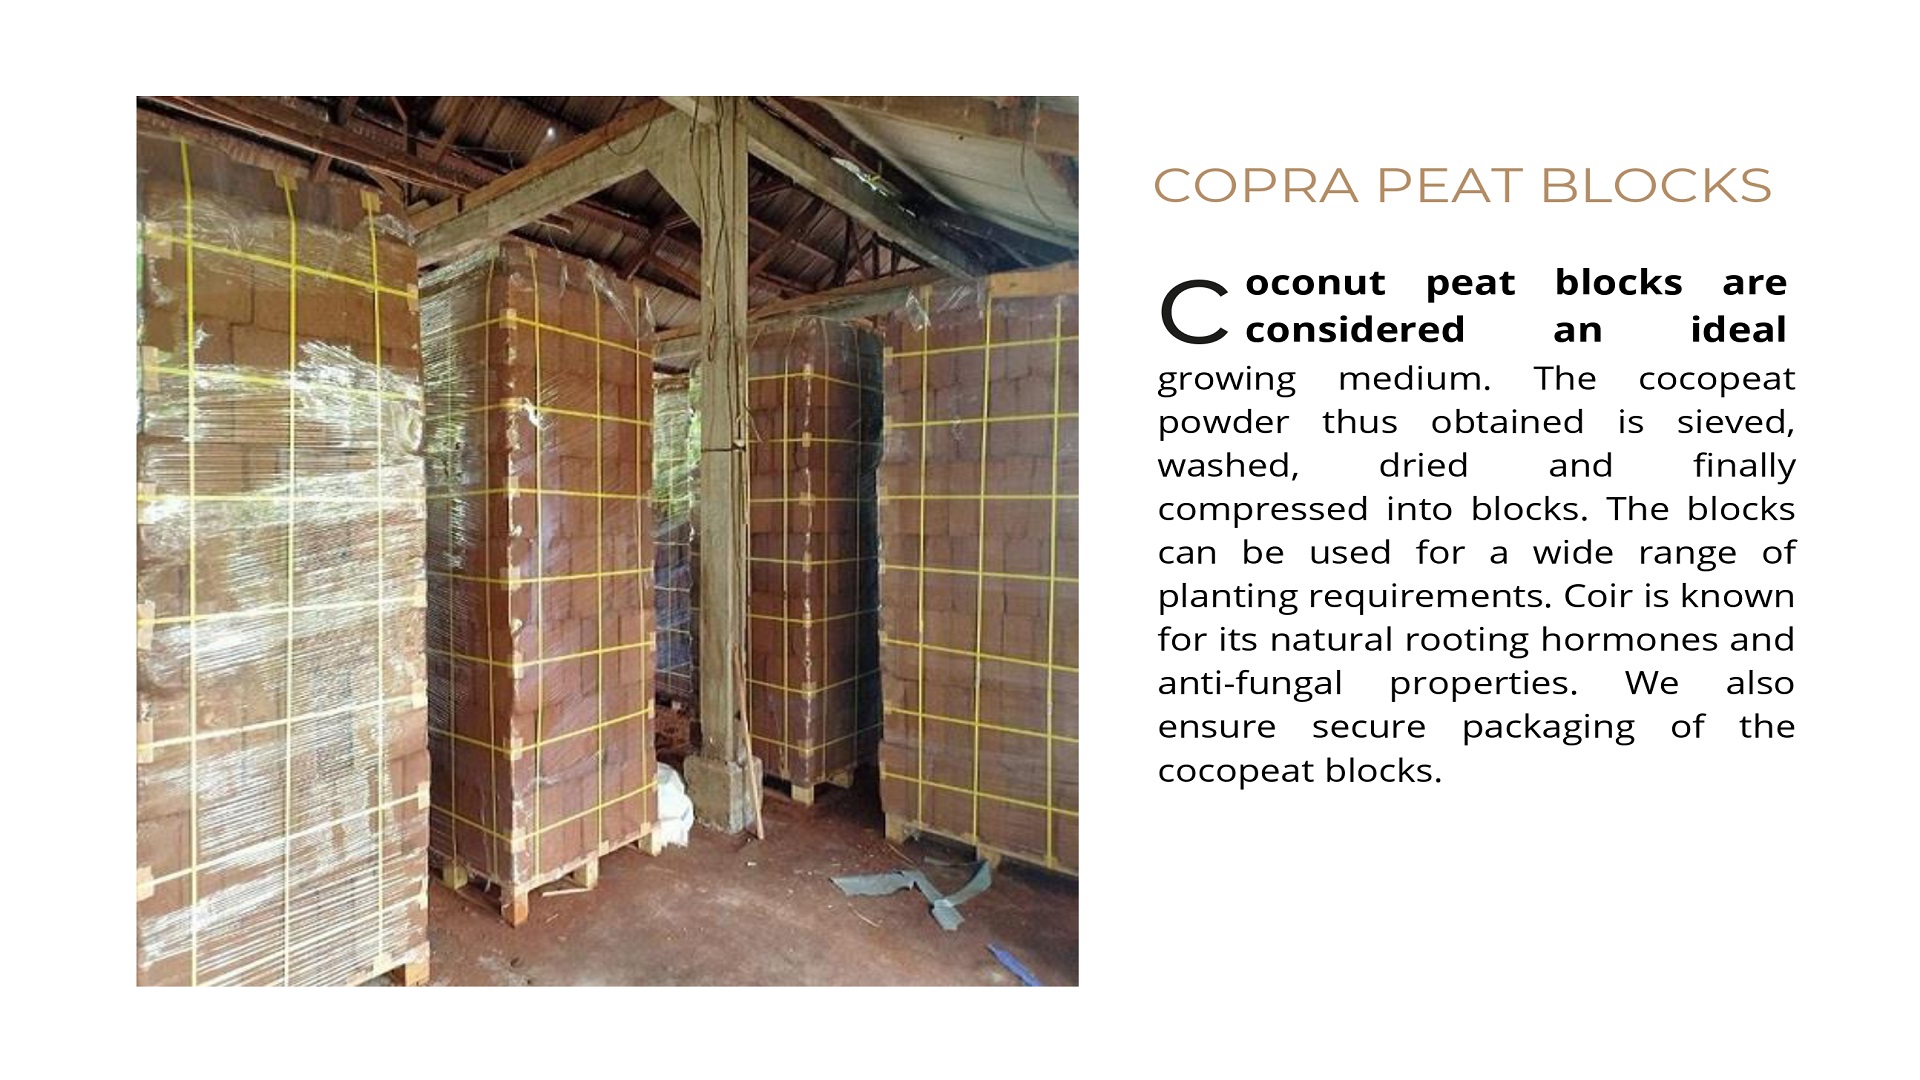 COPRA PEAT BLOCKS
Coconut peat blocks are
considered an ideal
growing medium. The cocopeat
powder thus obtained is sieved,
washed, dried and finally
compressed into blocks. The blocks
can be used for a wide range of
planting requirements. Coir is known
for its natural rooting hormones and
anti-fungal properties. We also
ensure secure packaging of the
cocopeat blocks.